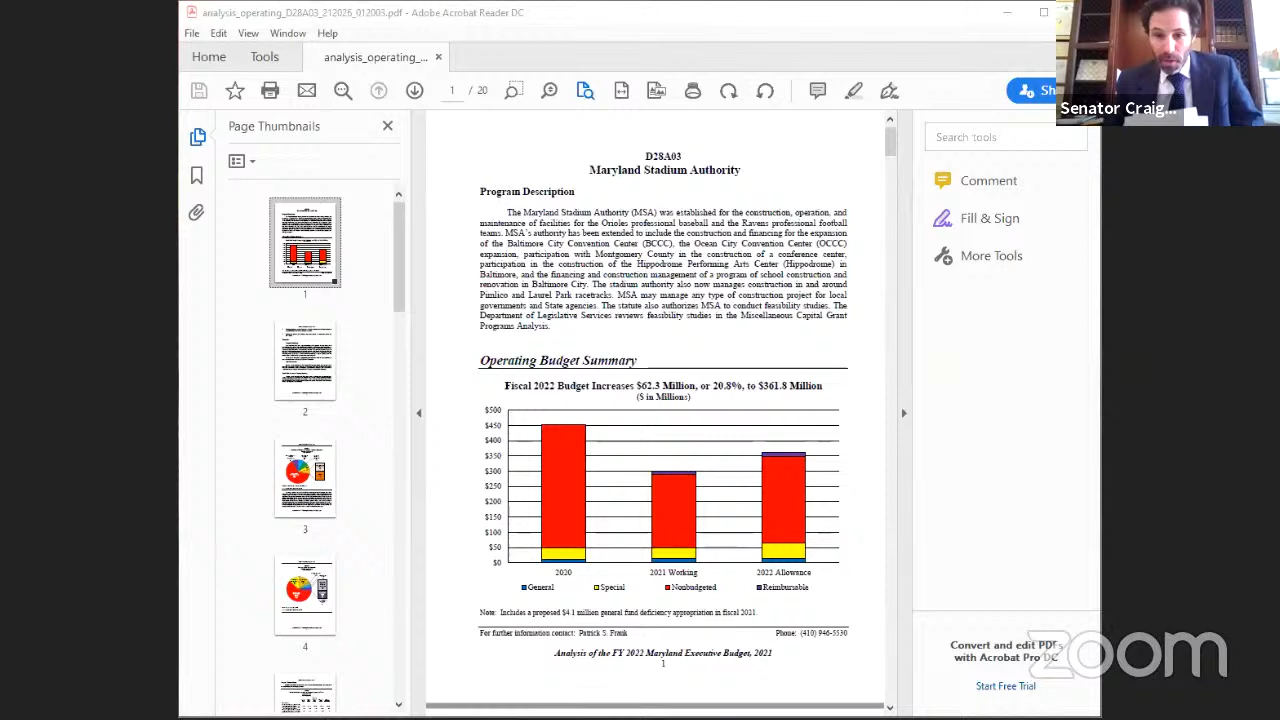 analysis_operating_D28A03_212026_012003.pdf - Adobe Acrobat Reader DC
File Edit View Window Help
Home Tools analysis_operating_...
1 / 20
Sh
Senator Craig...
Page Thumbnails
1
2
3
4
D28A03
Maryland Stadium Authority
Program Description
The Maryland Stadium Authority (MSA) was established for the construction, operation, and
maintenance of facilities for the Orioles professional baseball and the Ravens professional football
teams. MSA's authority has been extended to include the construction and financing for the expansion
of the Baltimore City Convention Center (BCCC), the Ocean City Convention Center (OCCC)
expansion, participation with Montgomery County in the construction of a conference center,
participation in the construction of the Hippodrome Performing Arts Center (Hippodrome) in
Baltimore, and the financing and construction management of a program of school construction and
renovation in Baltimore City. The stadium authority also now manages construction in and around
Pimlico and Laurel Park racetracks. MSA may manage any type of construction project for local
governments and State agencies. The statute also authorizes MSA to conduct feasibility studies. The
Department of Legislative Services reviews feasibility studies in the Miscellaneous Capital Grant
Programs Analysis.
Operating Budget Summary
Fiscal 2022 Budget Increases $62.3 Million, or 20.8%, to $361.8 Million
($ in Millions)
$500
$450
$400
$350
$300
$250
$200
$150
$100
$50
$0
2020 2021 Working 2022 Allowance
General Special Nonbudgeted Reimbursable
Note: Includes a proposed $4.1 million general fund deficiency appropriation in fiscal 2021.
For further information contact: Patrick S. Frank Phone: (410) 946-5530
Analysis of the FY 2022 Maryland Executive Budget, 2021
1
Search tools
Comment
Fill & Sign
More Tools
Convert and edit PDFs
with Acrobat Pro DC
Start Free Trial
zoom